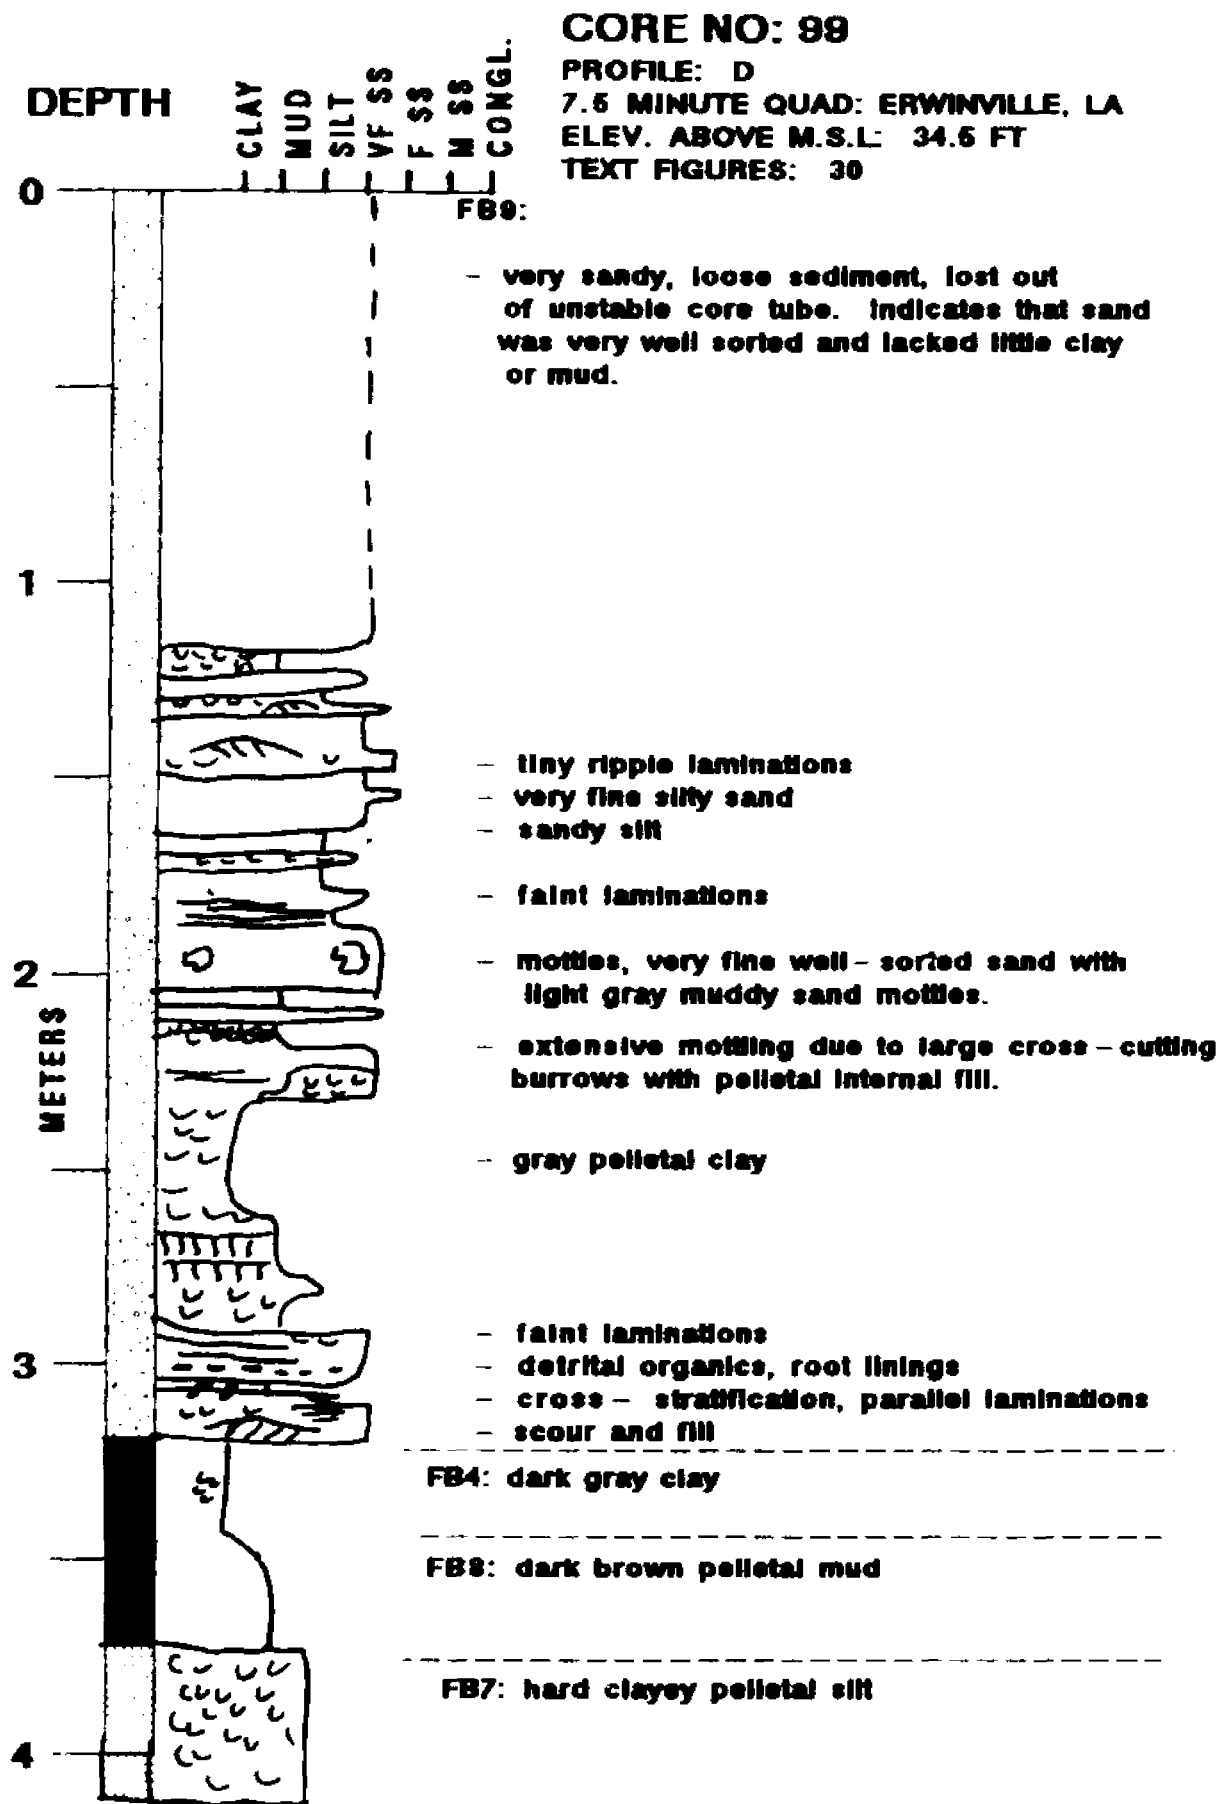 CORE NO: 99
PROFILE: D
7.5 MINUTE QUAD: ERWINVILLE, LA
ELEV. ABOVE M.S.L: 34.5 FT
TEXT FIGURES: 30
DEPTH
CLAY
MUD
SILT
VF SS
F SS
M SS
CONGL.
0
FB9:
- very sandy, loose sediment, lost out
of unstable core tube. Indicates that sand
was very well sorted and lacked little clay
or mud.
1
- tiny ripple laminations
- very fine silty sand
- sandy silt
- faint laminations
2
- mottles, very fine well-sorted sand with
light gray muddy sand mottles.
METERS
- extensive mottling due to large cross-cutting
burrows with pelletal internal fill.
- gray pelletal clay
- faint laminations
3
- detrital organics, root linings
- cross- stratification, parallel laminations
- scour and fill
FB4: dark gray clay
FB8: dark brown pelletal mud
FB7: hard clayey pelletal silt
4